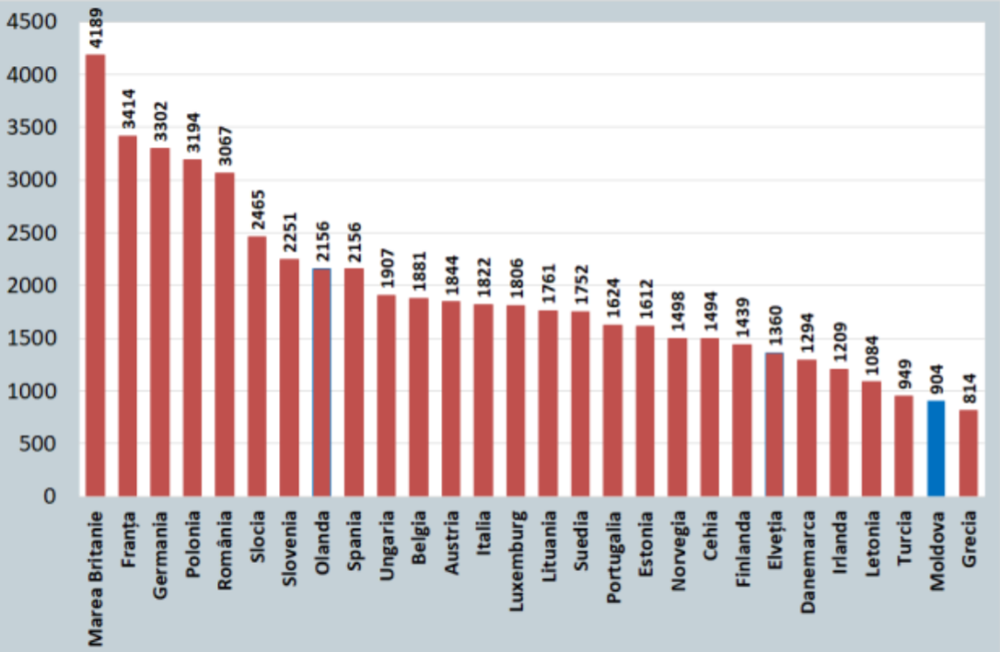 4500
4000
3500
3000
2500
2000
1500
1000
500
0
4189
3414
3302
3194
3067
2465
2251
2156
2156
1907
1881
1844
1822
1806
1761
1752
1624
1612
1498
1494
1439
1360
1294
1209
1084
949
904
814
Marea Britanie
Franța
Germania
Polonia
România
Slocia
Slovenia
Olanda
Spania
Ungaria
Belgia
Austria
Italia
Luxemburg
Lituania
Suedia
Portugalia
Estonia
Norvegia
Cehia
Finlanda
Elveția
Danemarca
Irlanda
Letonia
Turcia
Moldova
Grecia